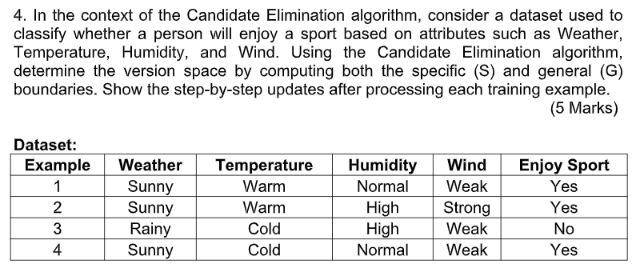 4. In the context of the Candidate Elimination algorithm, consider a dataset used to
classify whether a person will enjoy a sport based on attributes such as Weather,
Temperature, Humidity, and Wind. Using the Candidate Elimination algorithm,
determine the version space by computing both the specific (S) and general (G)
boundaries. Show the step-by-step updates after processing each training example.
(5 Marks)
Dataset:
Example Weather Temperature Humidity Wind Enjoy Sport
1 Sunny Warm Normal Weak Yes
2 Sunny Warm High Strong Yes
3 Rainy Cold High Weak No
4 Sunny Cold Normal Weak Yes